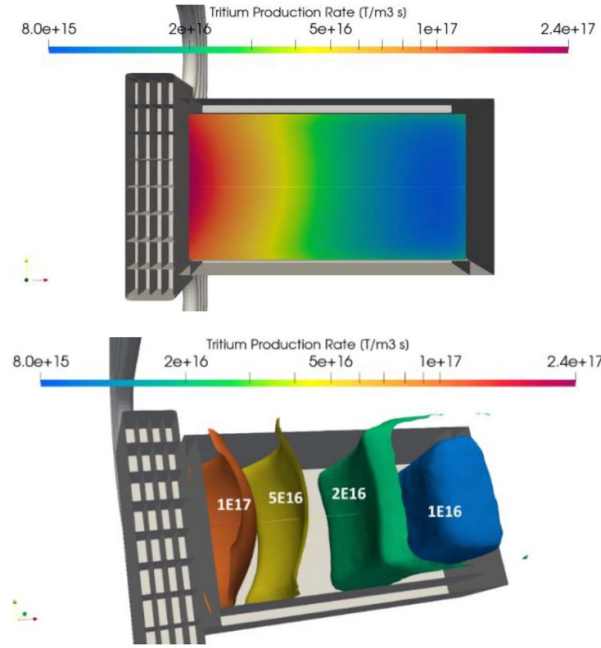 Tritium Production Rate [T/m3 s]
8.0e+15 2e+16 5e+16 1e+17 2.4e+17
Tritium Production Rate [T/m3 s]
8.0e+15 2e+16 5e+16 1e+17 2.4e+17
1E17 5E16 2E16 1E16